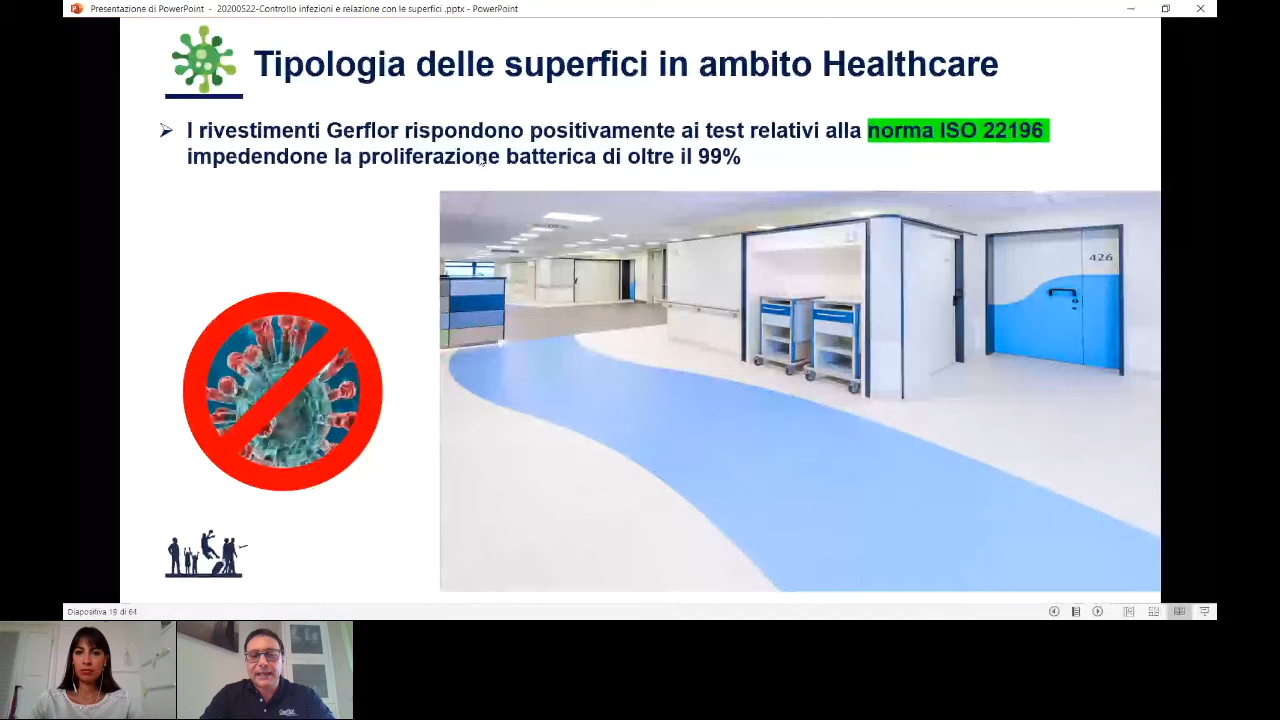 Presentazione di PowerPoint - 20200522-Controllo infezioni e relazione con le superfici .pptx - PowerPoint
Tipologia delle superfici in ambito Healthcare
I rivestimenti Gerflor rispondono positivamente ai test relativi alla norma ISO 22196
impedendone la proliferazione batterica di oltre il 99%
426
Diapositiva 19 di 64
Gerflor